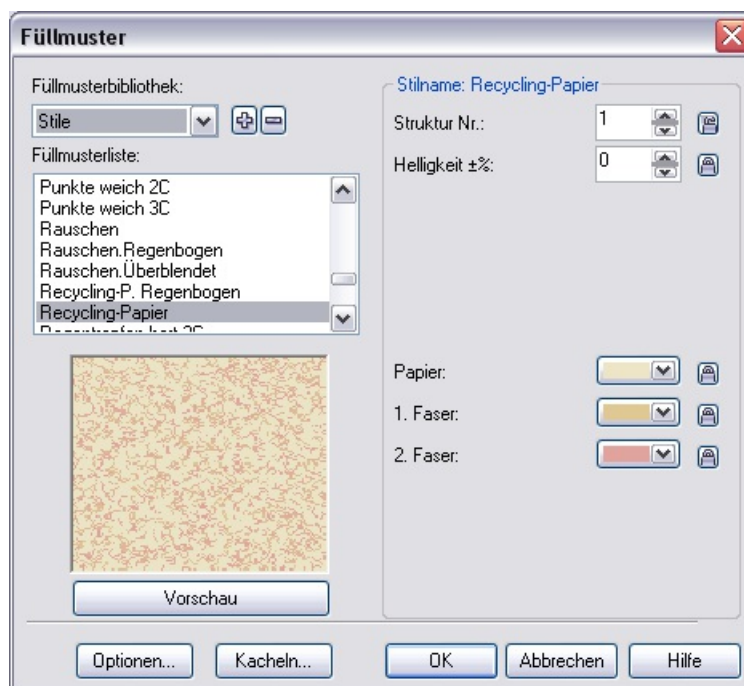 Füllmuster
Füllmusterbibliothek:
Stile
Füllmusterliste:
Punkte weich 2C
Punkte weich 3C
Rauschen
Rauschen.Regenbogen
Rauschen.Überblendet
Recycling-P. Regenbogen
Recycling-Papier
Vorschau
Stilname: Recycling-Papier
Struktur Nr.: 1
Helligkeit ±%: 0
Papier:
1. Faser:
2. Faser:
Optionen... Kacheln... OK Abbrechen Hilfe